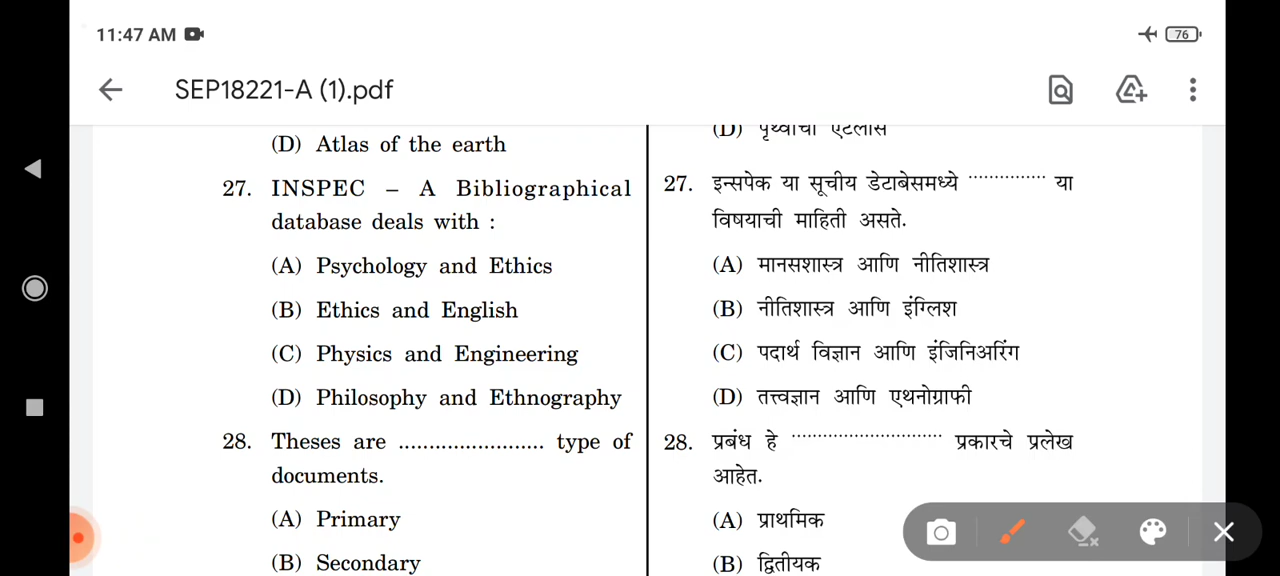 11:47 AM
76
SEP18221-A (1).pdf
(D) Atlas of the earth
27. INSPEC – A Bibliographical
database deals with :
(A) Psychology and Ethics
(B) Ethics and English
(C) Physics and Engineering
(D) Philosophy and Ethnography
28. Theses are ........................ type of
documents.
(A) Primary
(B) Secondary
(D) पृथ्वीचा एटलास
27. इन्सपेक या सूचीय डेटाबेसमध्ये ............... या
विषयाची माहिती असते.
(A) मानसशास्त्र आणि नीतिशास्त्र
(B) नीतिशास्त्र आणि इंग्लिश
(C) पदार्थ विज्ञान आणि इंजिनिअरिंग
(D) तत्त्वज्ञान आणि एथनोग्राफी
28. प्रबंध हे ............................ प्रकारचे प्रलेख
आहेत.
(A) प्राथमिक
(B) द्वितीयक